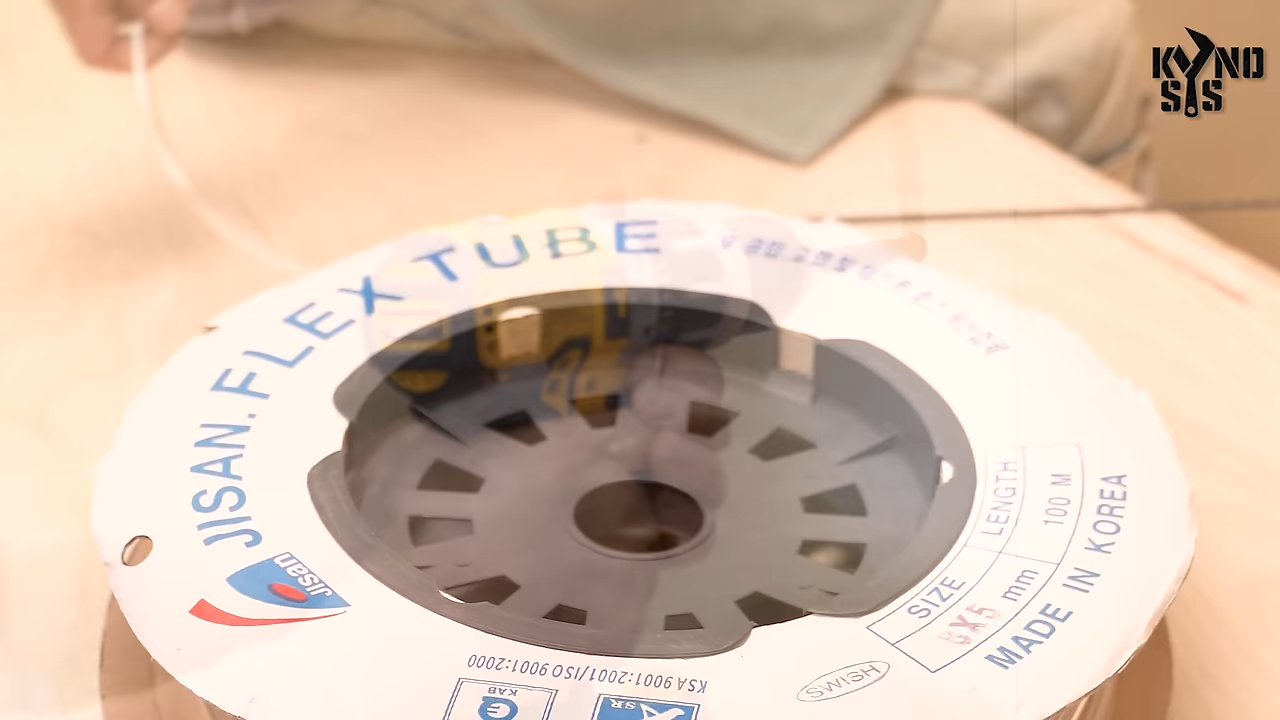 KYNO
SIS
JISAN.FLEX TUBE
JISAN
SIZE
LENGTH
mm
100 M
MADE IN KOREA
SWISH
KSA 9001:2001/ISO 9001:2000
KAB
SR